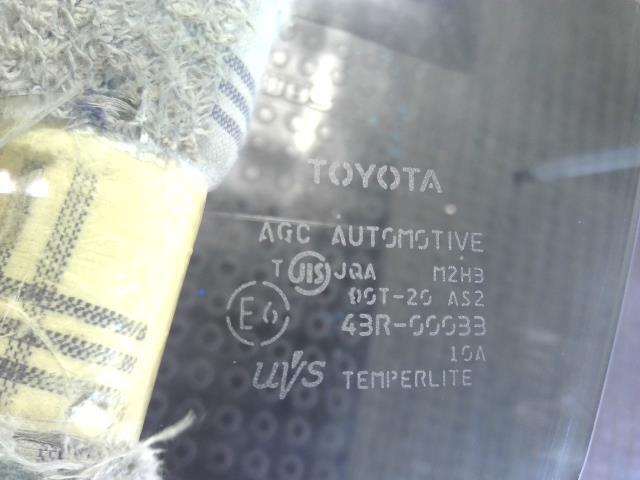 TOYOTA
AGC AUTOMOTIVE
T JIS JQA M2H3
DOT-20 AS2
E6 43R-00033
10A
UVS TEMPERLITE